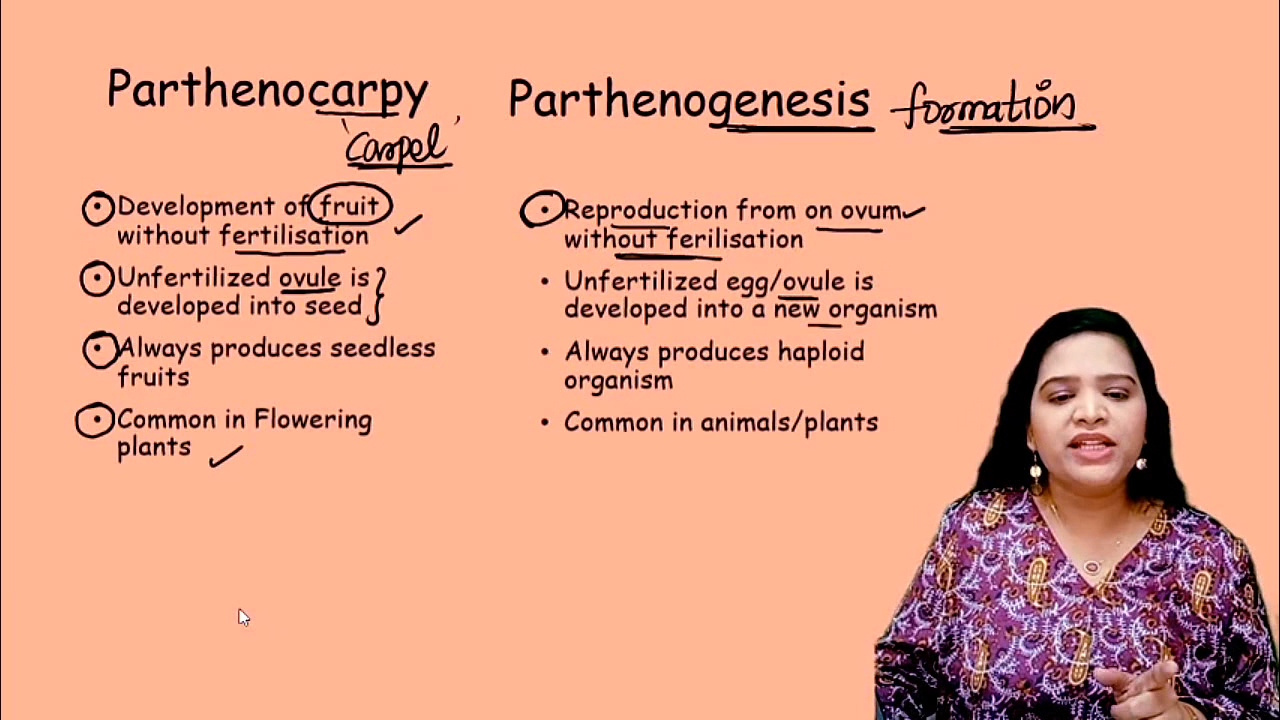 Parthenocarpy
'carpel'
Development of fruit
without fertilisation
• Unfertilized ovule is
developed into seed
• Always produces seedless
fruits
• Common in Flowering
plants
Parthenogenesis formation
• Reproduction from on ovum
without ferilisation
• Unfertilized egg/ovule is
developed into a new organism
• Always produces haploid
organism
• Common in animals/plants